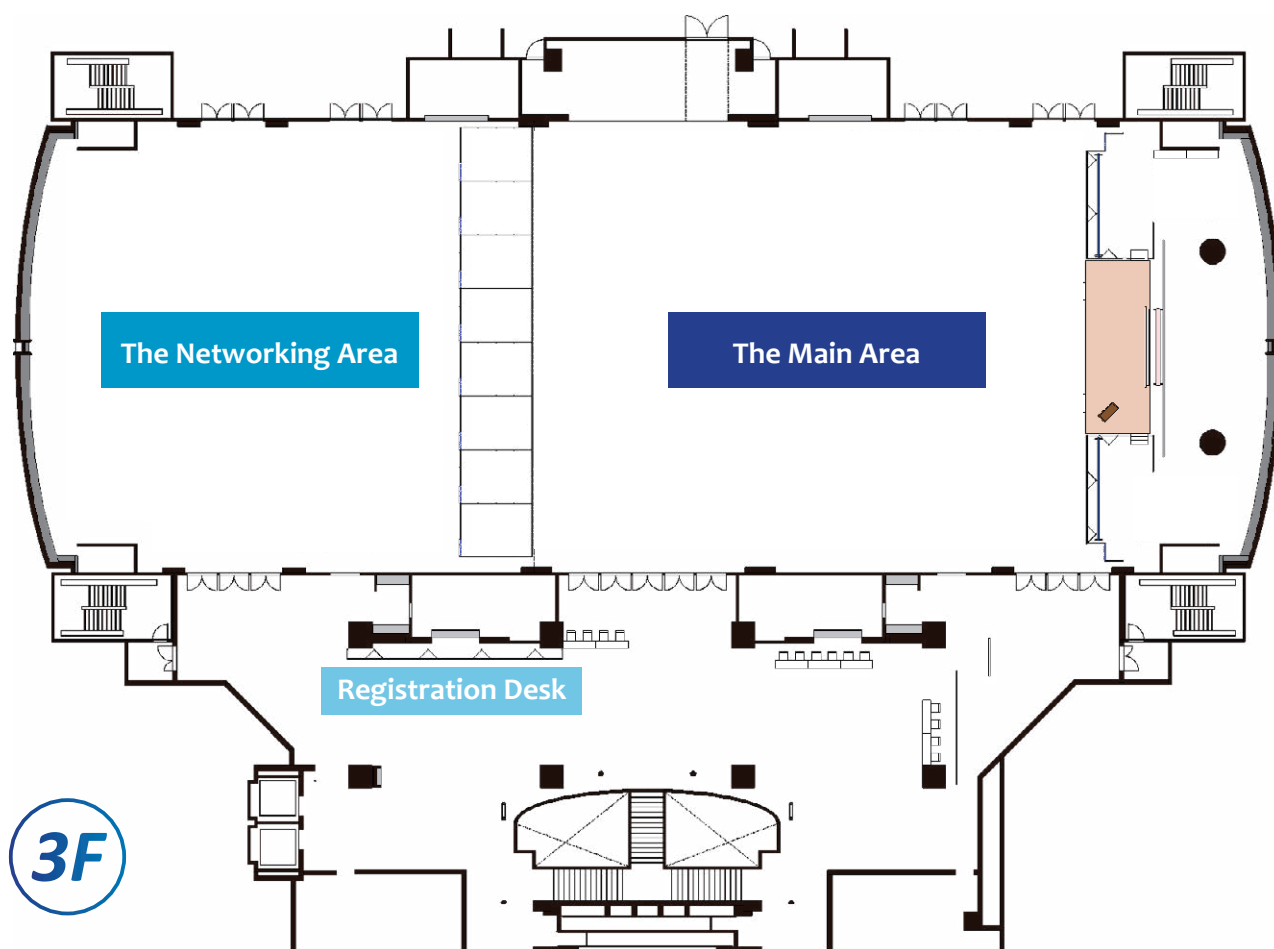 The Networking Area
The Main Area
Registration Desk
3F